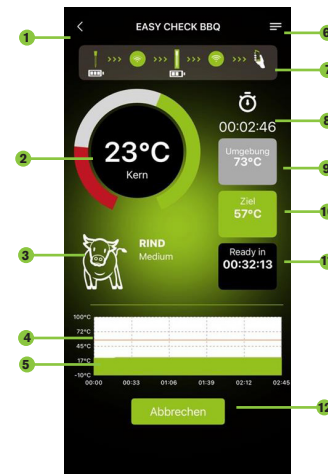 EASY CHECK BBQ
1
6
7
8
00:02:46
23°C
Kern
2
Umgebung
73°C
9
Ziel
57°C
RIND
Medium
3
Ready in
00:32:13
100°C
72°C
45°C
17°C
-10°C
4
5
00:00 00:33 01:06 01:39 02:12 02:45
Abbrechen
12